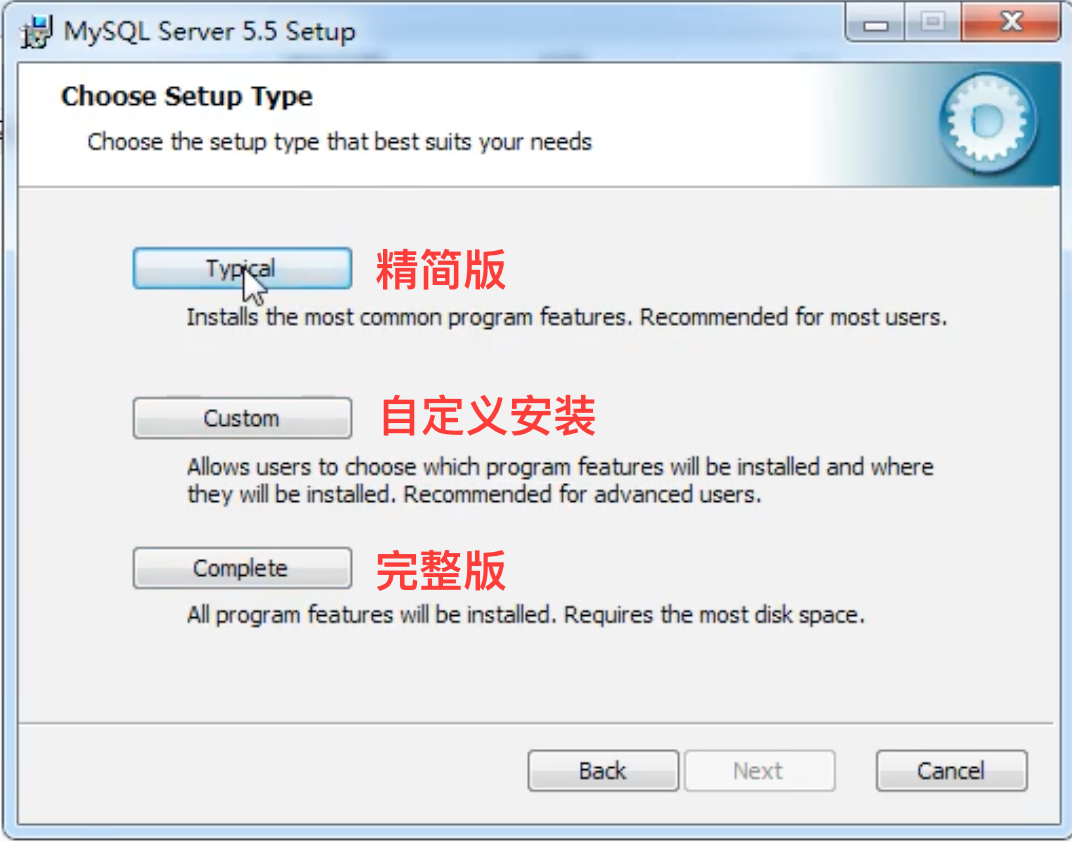 MySQL Server 5.5 Setup
Choose Setup Type
Choose the setup type that best suits your needs
Typical 精简版
Installs the most common program features. Recommended for most users.
Custom 自定义安装
Allows users to choose which program features will be installed and where
they will be installed. Recommended for advanced users.
Complete 完整版
All program features will be installed. Requires the most disk space.
Back Next Cancel